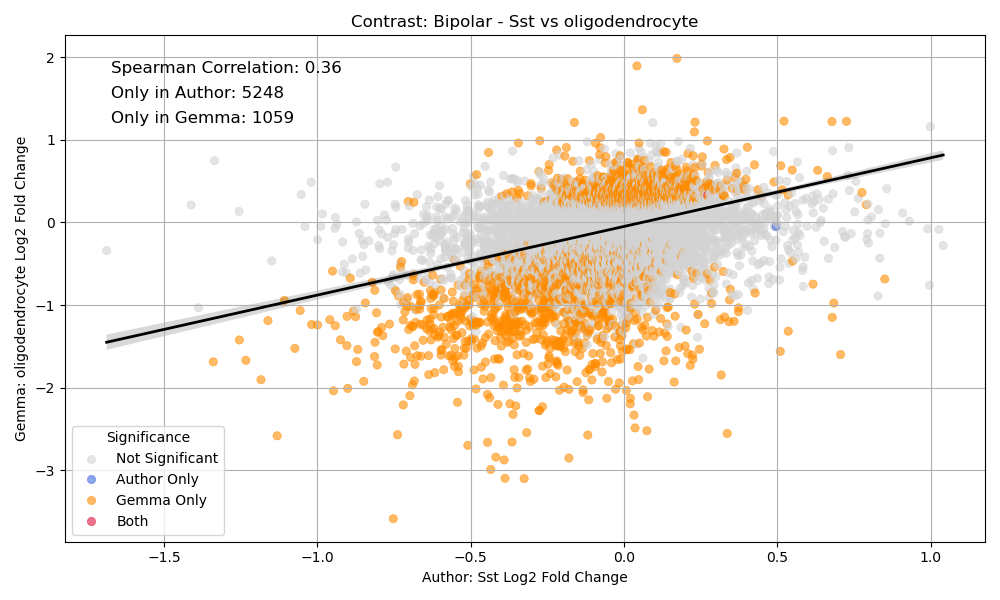 Contrast: Bipolar - Sst vs oligodendrocyte
Spearman Correlation: 0.36
Only in Author: 5248
Only in Gemma: 1059
Gemma: oligodendrocyte Log2 Fold Change
2
1
0
−1
−2
−3
Significance
Not Significant
Author Only
Gemma Only
Both
−1.5
−1.0
−0.5
0.0
0.5
1.0
Author: Sst Log2 Fold Change